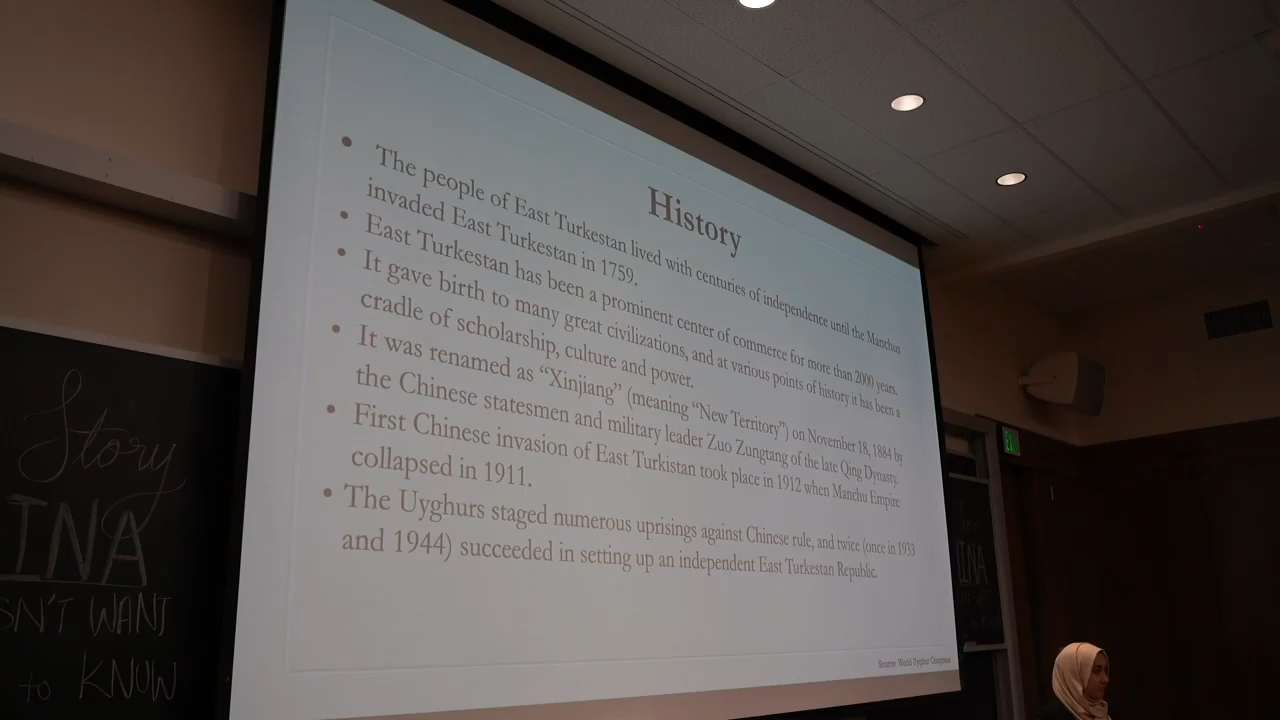 History
• The people of East Turkestan lived with centuries of independence until the Manchus
invaded East Turkestan in 1759.
• East Turkestan has been a prominent center of commerce for more than 2000 years.
• It gave birth to many great civilizations, and at various points of history it has been a
cradle of scholarship, culture and power.
• It was renamed as “Xinjiang” (meaning “New Territory”) on November 18, 1884 by
the Chinese statesmen and military leader Zuo Zungtang of the late Qing Dynasty.
• First Chinese invasion of East Turkistan took place in 1912 when Manchu Empire
collapsed in 1911.
• The Uyghurs staged numerous uprisings against Chinese rule, and twice (once in 1933
and 1944) succeeded in setting up an independent East Turkestan Republic.
Source: World Uyghur Congress
Story
INA
SN'T WANT
to KNOW
INA